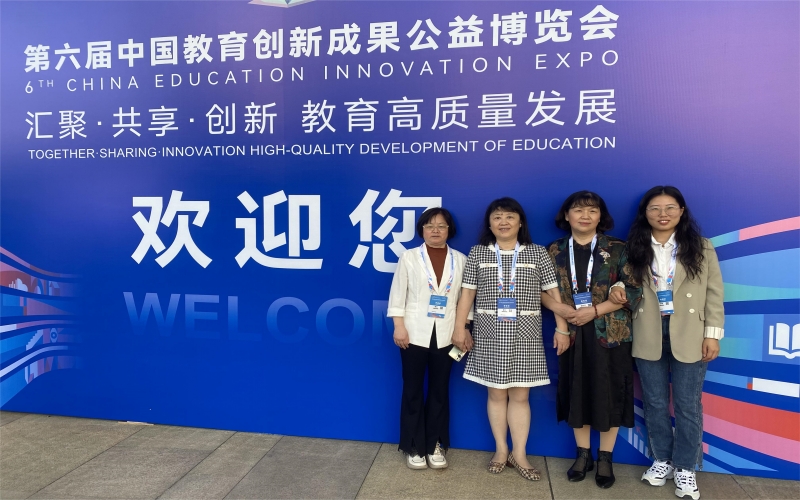 第六届中国教育创新成果公益博览会
6TH CHINA EDUCATION INNOVATION EXPO
汇聚·共享·创新 教育高质量发展
TOGETHER·SHARING·INNOVATION HIGH-QUALITY DEVELOPMENT OF EDUCATION
欢迎您
WELCOM